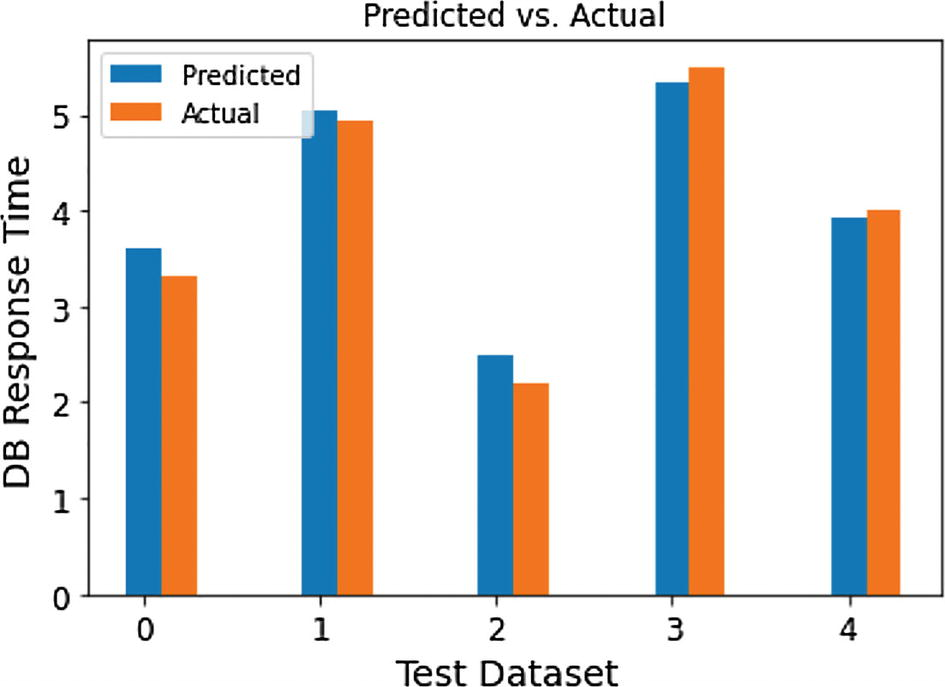 Predicted vs. Actual
Predicted
Actual
DB Response Time
5
4
3
2
1
0
0 1 2 3 4
Test Dataset